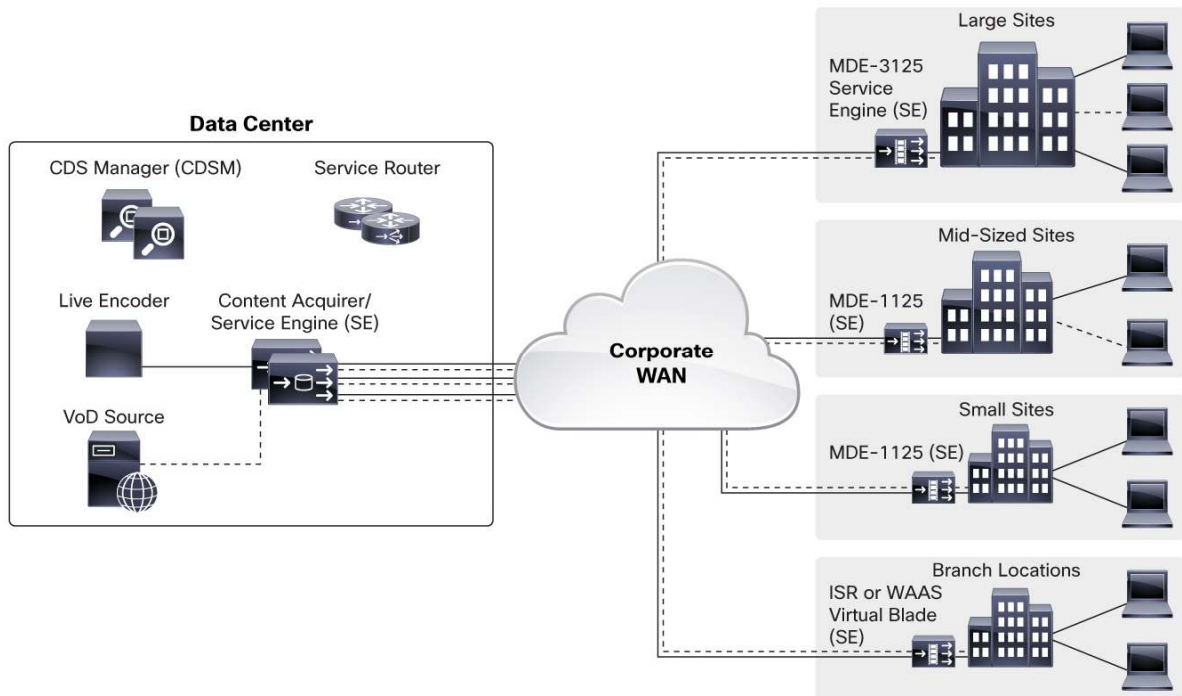 Data Center
CDS Manager (CDSM)
Service Router
Live Encoder
Content Acquirer/
Service Engine (SE)
VoD Source
Corporate
WAN
Large Sites
MDE-3125
Service
Engine (SE)
Mid-Sized Sites
MDE-1125
(SE)
Small Sites
MDE-1125 (SE)
Branch Locations
ISR or WAAS
Virtual Blade
(SE)